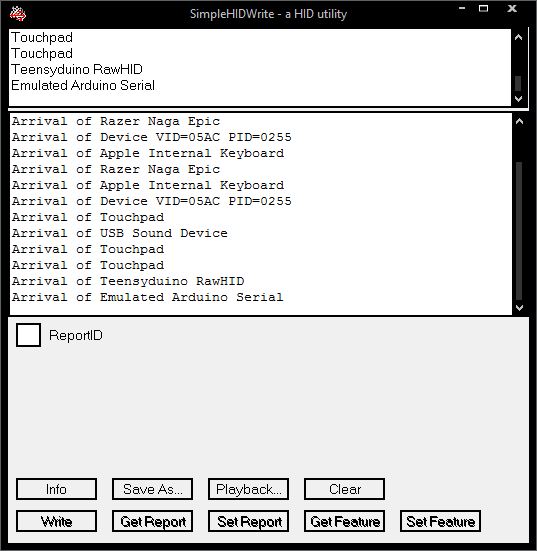 SimpleHIDWrite - a HID utility
Touchpad
Touchpad
Teensyduino RawHID
Emulated Arduino Serial
Arrival of Razer Naga Epic
Arrival of Device VID=05AC PID=0255
Arrival of Apple Internal Keyboard
Arrival of Razer Naga Epic
Arrival of Apple Internal Keyboard
Arrival of Device VID=05AC PID=0255
Arrival of Touchpad
Arrival of USB Sound Device
Arrival of Touchpad
Arrival of Touchpad
Arrival of Teensyduino RawHID
Arrival of Emulated Arduino Serial
ReportID
Info Save As... Playback... Clear
Write Get Report Set Report Get Feature Set Feature